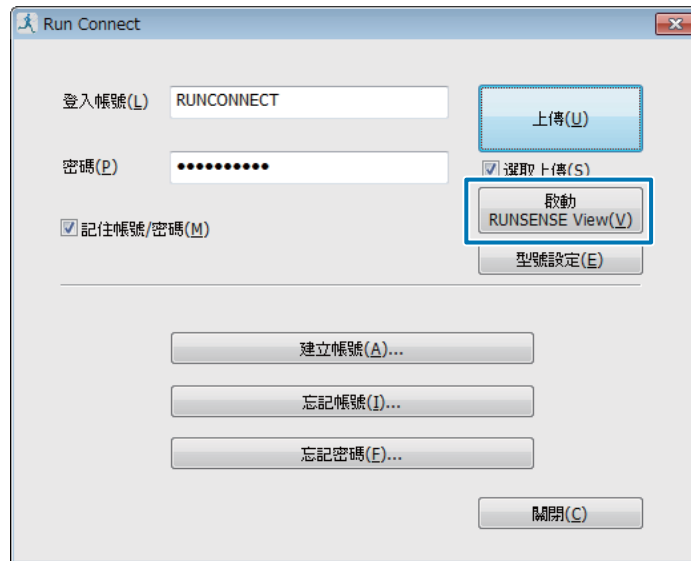 Run Connect
登入帳號(L)
RUNCONNECT
上傳(U)
密碼(P)
●●●●●●●●●●
選取上傳(S)
啟動
RUNSENSE View(V)
記住帳號/密碼(M)
型號設定(E)
建立帳號(A)...
忘記帳號(I)...
忘記密碼(F)...
關閉(C)